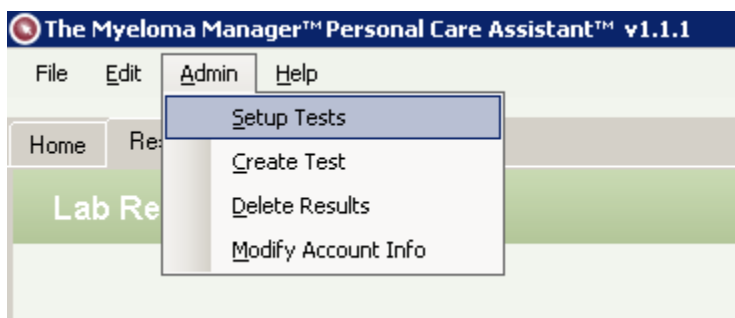 The Myeloma Manager™ Personal Care Assistant™ v1.1.1
File Edit Admin Help
Setup Tests
Home
Create Test
Lab
Delete Results
Modify Account Info